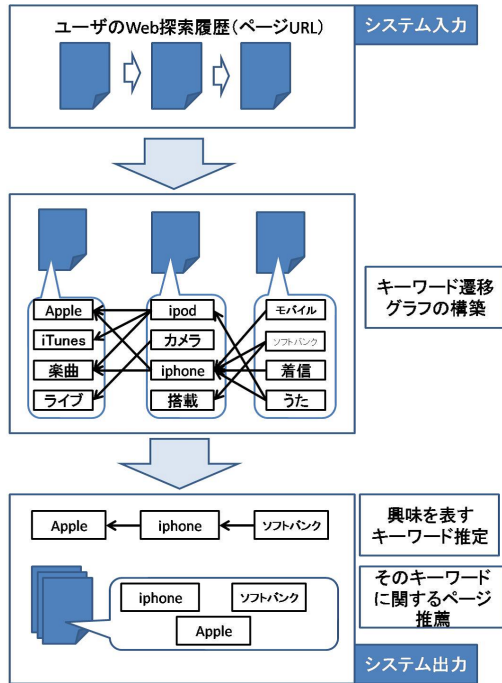 ユーザのWeb探索履歴(ページURL)
システム入力
Apple
iTunes
楽曲
ライブ
ipod
カメラ
iphone
搭載
モバイル
ソフトバンク
着信
うた
キーワード遷移
グラフの構築
Apple
iphone
ソフトバンク
興味を表す
キーワード推定
iphone
ソフトバンク
Apple
そのキーワード
に関するページ
推薦
システム出力